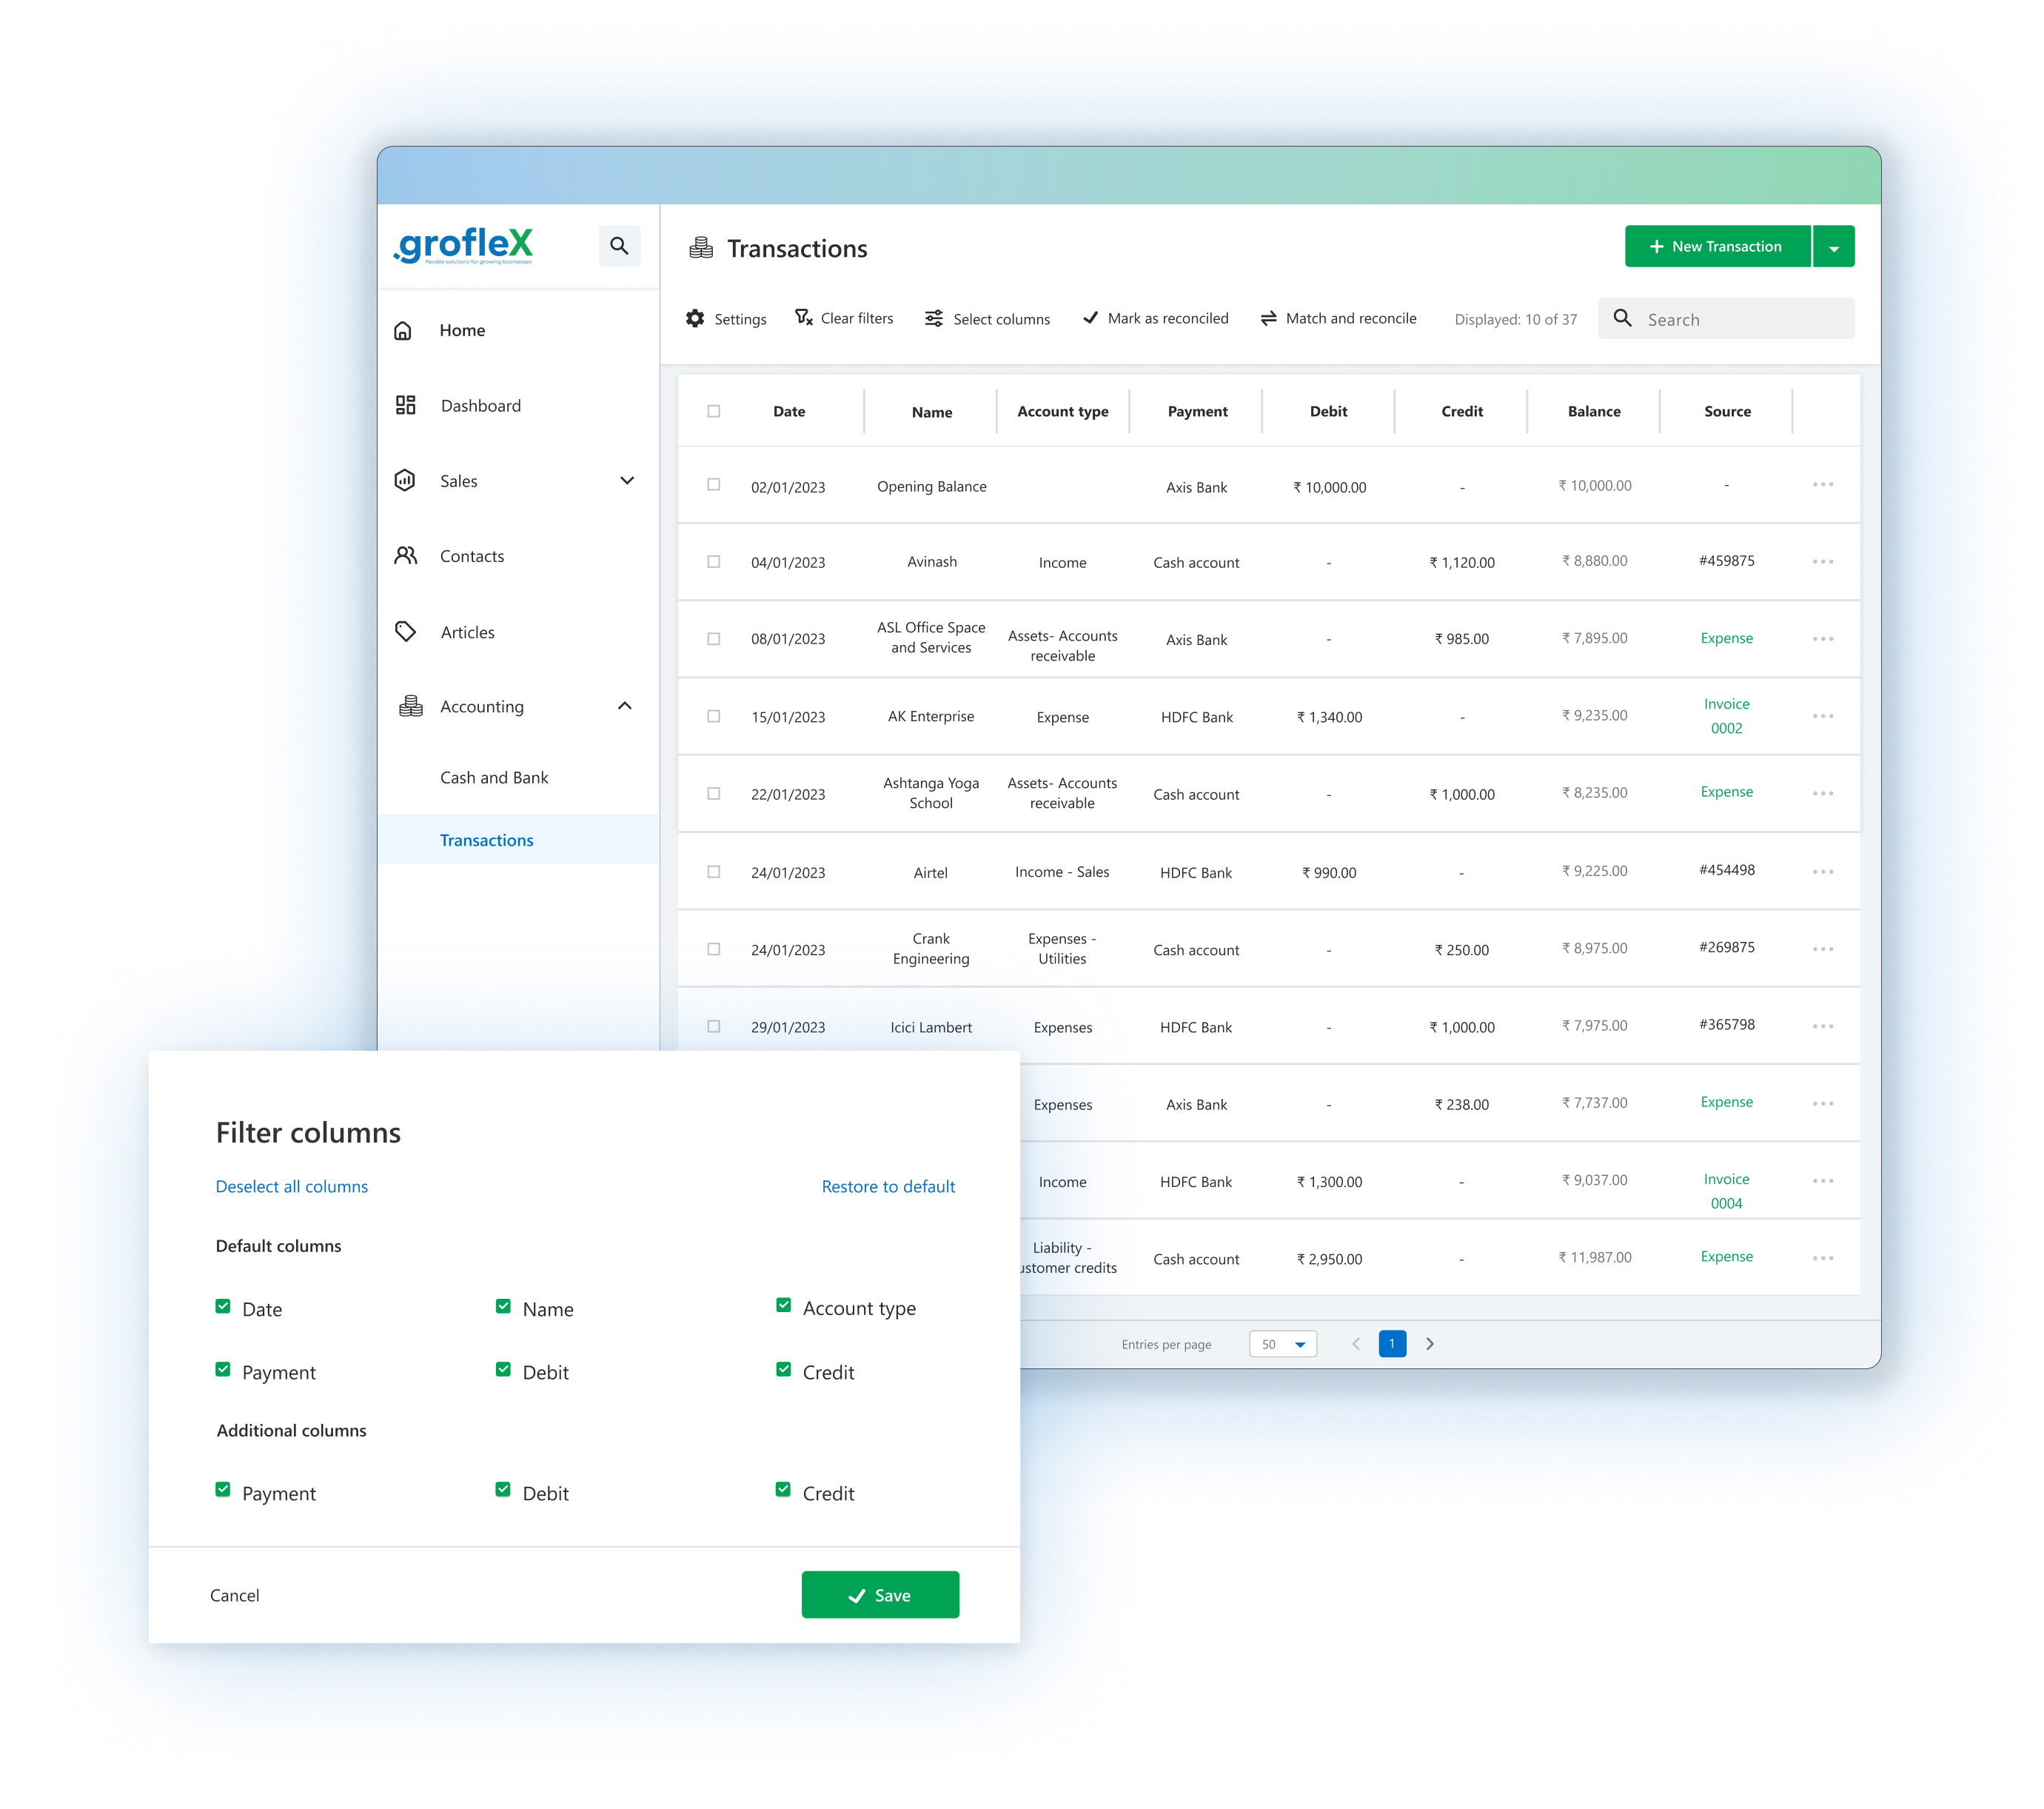 .grofleX
flexible solutions for growing businesses
Transactions
New Transaction
Settings
Clear filters
Select columns
Mark as reconciled
Match and reconcile
Displayed: 10 of 37
Search
Home
Dashboard
Sales
Contacts
Articles
Accounting
Cash and Bank
Transactions
Date Name Account type Payment Debit Credit Balance Source
02/01/2023 Opening Balance Axis Bank ₹ 10,000.00 - ₹ 10,000.00 -
04/01/2023 Avinash Income Cash account - ₹ 1,120.00 ₹ 8,880.00 #459875
08/01/2023
ASL Office Space
and Services
Assets- Accounts
receivable
Axis Bank - ₹ 985.00 ₹ 7,895.00 Expense
15/01/2023 AK Enterprise Expense HDFC Bank ₹ 1,340.00 - ₹ 9,235.00
Invoice
0002
22/01/2023
Ashtanga Yoga
School
Assets- Accounts
receivable
Cash account - ₹ 1,000.00 ₹ 8,235.00 Expense
24/01/2023 Airtel Income - Sales HDFC Bank ₹ 990.00 - ₹ 9,225.00 #454498
24/01/2023
Crank
Engineering
Expenses -
Utilities
Cash account - ₹ 250.00 ₹ 8,975.00 #269875
29/01/2023 Icici Lambert Expenses HDFC Bank - ₹ 1,000.00 ₹ 7,975.00 #365798
Expenses Axis Bank - ₹ 238.00 ₹ 7,737.00 Expense
Income HDFC Bank ₹ 1,300.00 - ₹ 9,037.00
Invoice
0004
Liability -
ustomer credits
Cash account ₹ 2,950.00 - ₹ 11,987.00 Expense
Entries per page 50 1
Filter columns
Deselect all columns
Restore to default
Default columns
Date Name Account type
Payment Debit Credit
Additional columns
Payment Debit Credit
Cancel
Save